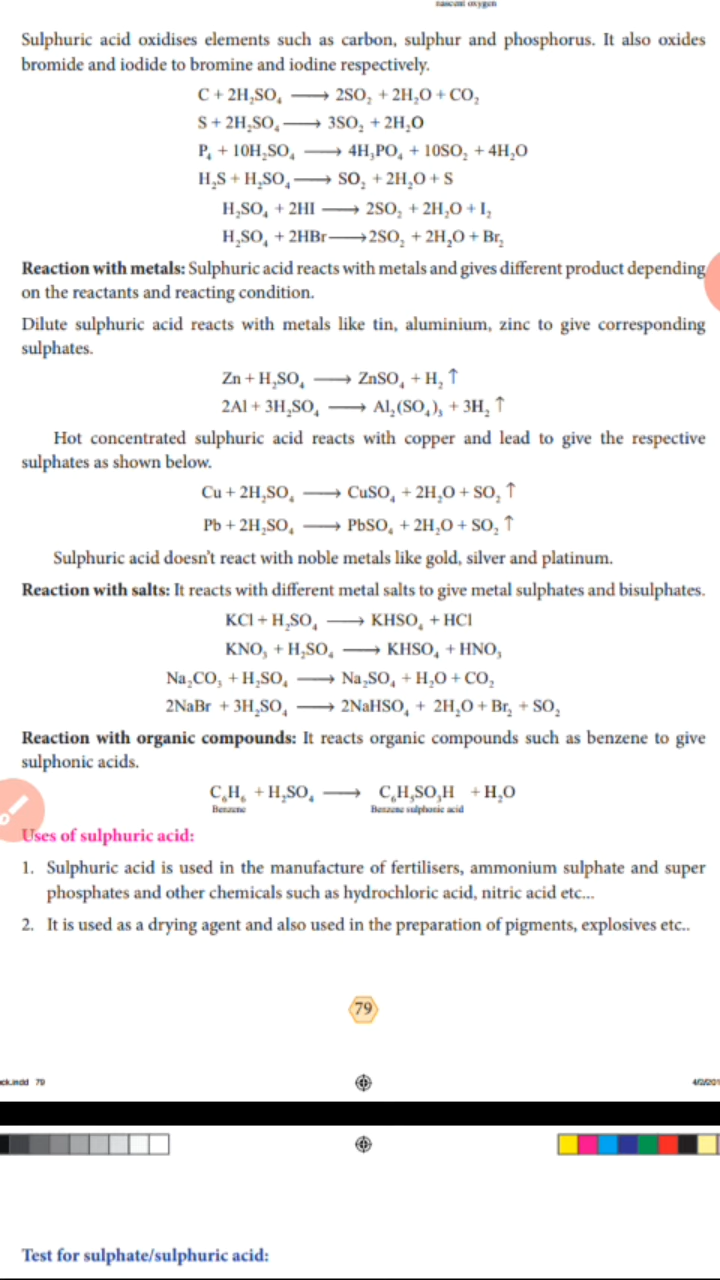 nascent oxygen
Sulphuric acid oxidises elements such as carbon, sulphur and phosphorus. It also oxides
bromide and iodide to bromine and iodine respectively.
C + 2H₂SO₄ ⟶ 2SO₂ + 2H₂O + CO₂
S + 2H₂SO₄ ⟶ 3SO₂ + 2H₂O
P₄ + 10H₂SO₄ ⟶ 4H₃PO₄ + 10SO₂ + 4H₂O
H₂S + H₂SO₄ ⟶ SO₂ + 2H₂O + S
H₂SO₄ + 2HI ⟶ 2SO₂ + 2H₂O + I₂
H₂SO₄ + 2HBr ⟶ 2SO₂ + 2H₂O + Br₂
Reaction with metals: Sulphuric acid reacts with metals and gives different product depending
on the reactants and reacting condition.
Dilute sulphuric acid reacts with metals like tin, aluminium, zinc to give corresponding
sulphates.
Zn + H₂SO₄ ⟶ ZnSO₄ + H₂ ↑
2Al + 3H₂SO₄ ⟶ Al₂(SO₄)₃ + 3H₂ ↑
Hot concentrated sulphuric acid reacts with copper and lead to give the respective
sulphates as shown below.
Cu + 2H₂SO₄ ⟶ CuSO₄ + 2H₂O + SO₂ ↑
Pb + 2H₂SO₄ ⟶ PbSO₄ + 2H₂O + SO₂ ↑
Sulphuric acid doesn't react with noble metals like gold, silver and platinum.
Reaction with salts: It reacts with different metal salts to give metal sulphates and bisulphates.
KCl + H₂SO₄ ⟶ KHSO₄ + HCl
KNO₃ + H₂SO₄ ⟶ KHSO₄ + HNO₃
Na₂CO₃ + H₂SO₄ ⟶ Na₂SO₄ + H₂O + CO₂
2NaBr + 3H₂SO₄ ⟶ 2NaHSO₄ + 2H₂O + Br₂ + SO₂
Reaction with organic compounds: It reacts organic compounds such as benzene to give
sulphonic acids.
C₆H₆ + H₂SO₄ ⟶ C₆H₅SO₃H + H₂O
Benzene Benzene sulphonic acid
Uses of sulphuric acid:
1. Sulphuric acid is used in the manufacture of fertilisers, ammonium sulphate and super
phosphates and other chemicals such as hydrochloric acid, nitric acid etc...
2. It is used as a drying agent and also used in the preparation of pigments, explosives etc..
79
ck.indd 79
Test for sulphate/sulphuric acid: